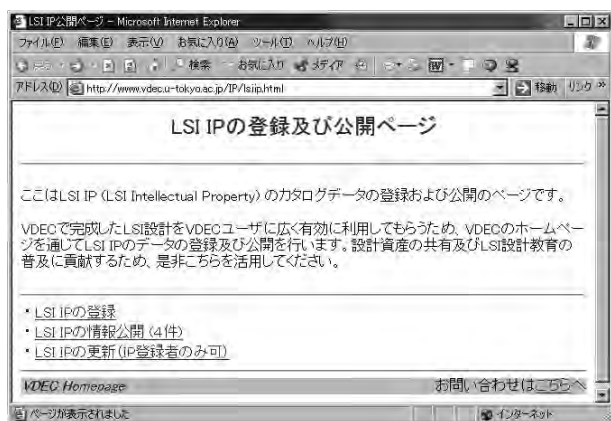 LSI IP公開ページ - Microsoft Internet Explorer
ファイル(F) 編集(E) 表示(V) お気に入り(A) ツール(T) ヘルプ(H)
検索 お気に入り メディア
アドレス(D) http://www.vdec.u-tokyo.ac.jp/IP/lsiip.html 移動 リンク »
LSI IPの登録及び公開ページ
ここはLSI IP (LSI Intellectual Property) のカタログデータの登録および公開のページです。
VDECで完成したLSI設計をVDECユーザに広く有効に利用してもらうため、VDECのホームペー
ジを通じてLSI IPのデータの登録及び公開を行います。設計資産の共有及びLSI設計教育の
普及に貢献するため、是非こちらを活用してください。
・LSI IPの登録
・LSI IPの情報公開 (4件)
・LSI IPの更新(IP登録者のみ可)
VDEC Homepage お問い合わせはこちらへ
ページが表示されました インターネット